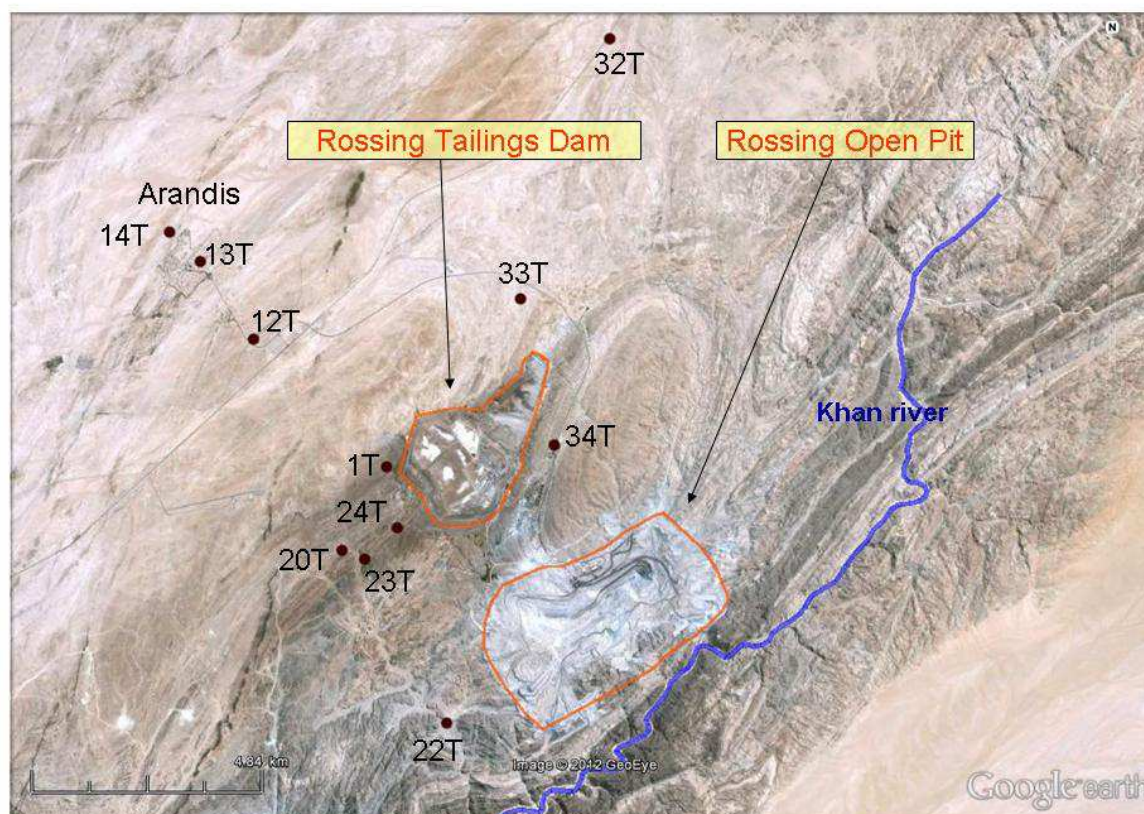 N
32T
Rossing Tailings Dam
Rossing Open Pit
Arandis
14T
13T
33T
12T
Khan river
34T
1T
24T
20T
23T
22T
4.84 km
Image © 2012 GeoEye
Google earth